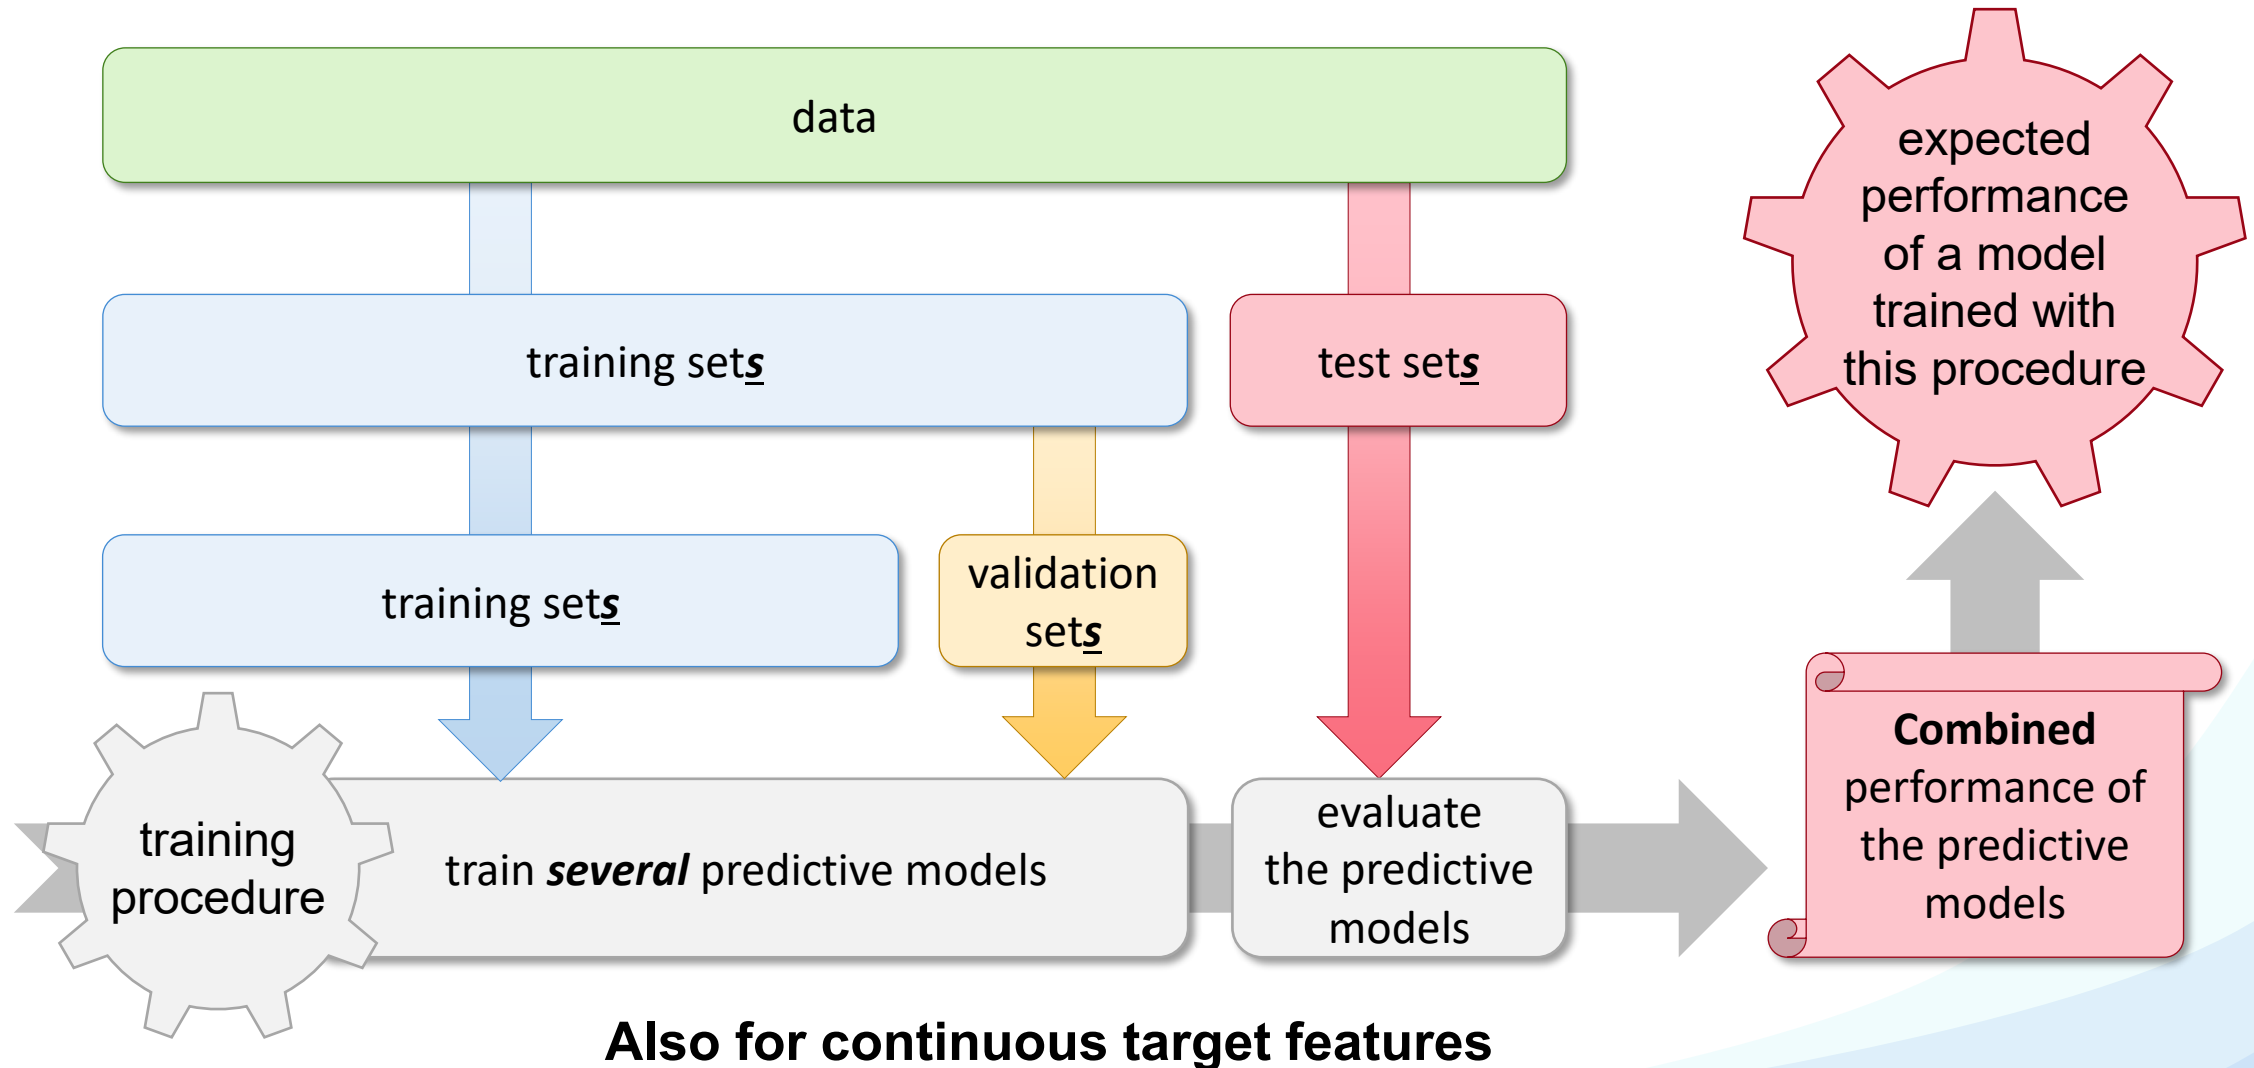 data
training sets
test sets
training sets
validation
sets
training
procedure
train several predictive models
evaluate
the predictive
models
Combined
performance of
the predictive
models
expected
performance
of a model
trained with
this procedure
Also for continuous target features